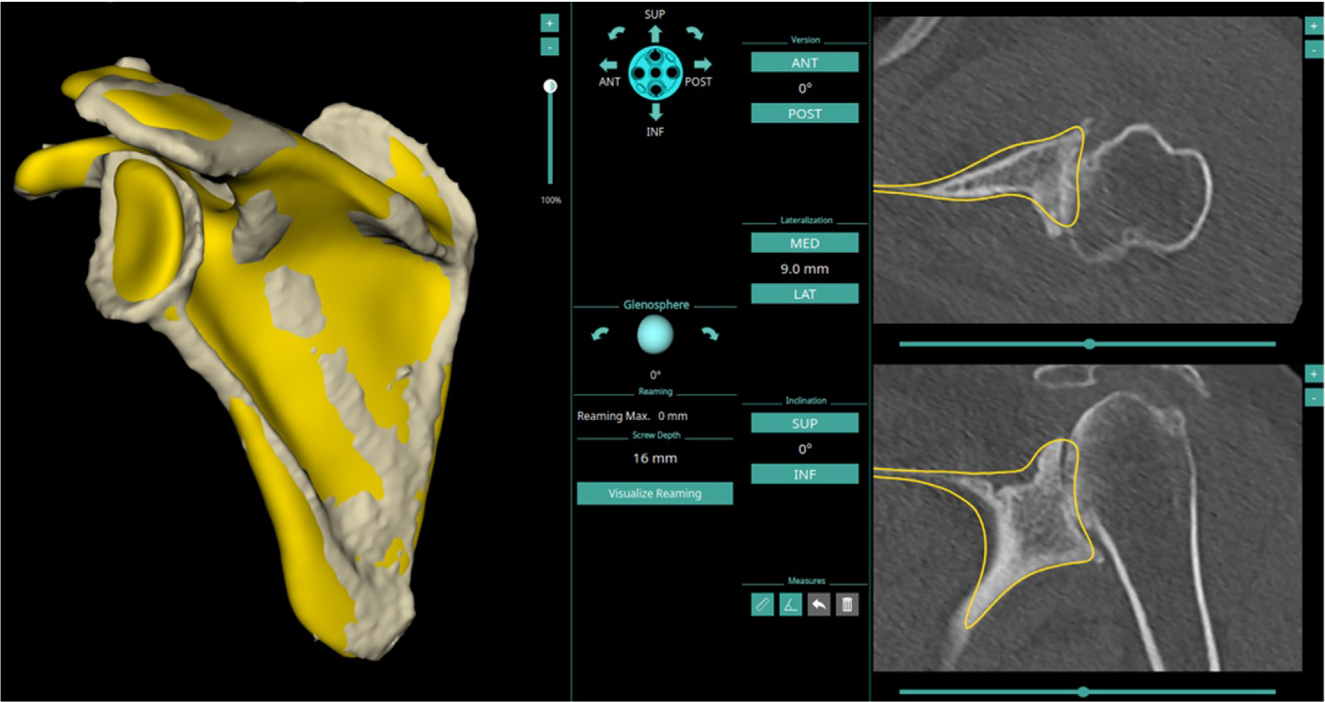 +
-
100%
SUP
ANT
POST
INF
Glenosphere
0°
Reaming
Reaming Max. 0 mm
Screw Depth
16 mm
Visualize Reaming
Version
ANT
0°
POST
Lateralization
MED
9.0 mm
LAT
Inclination
SUP
0°
INF
Measures
+
-
+
-